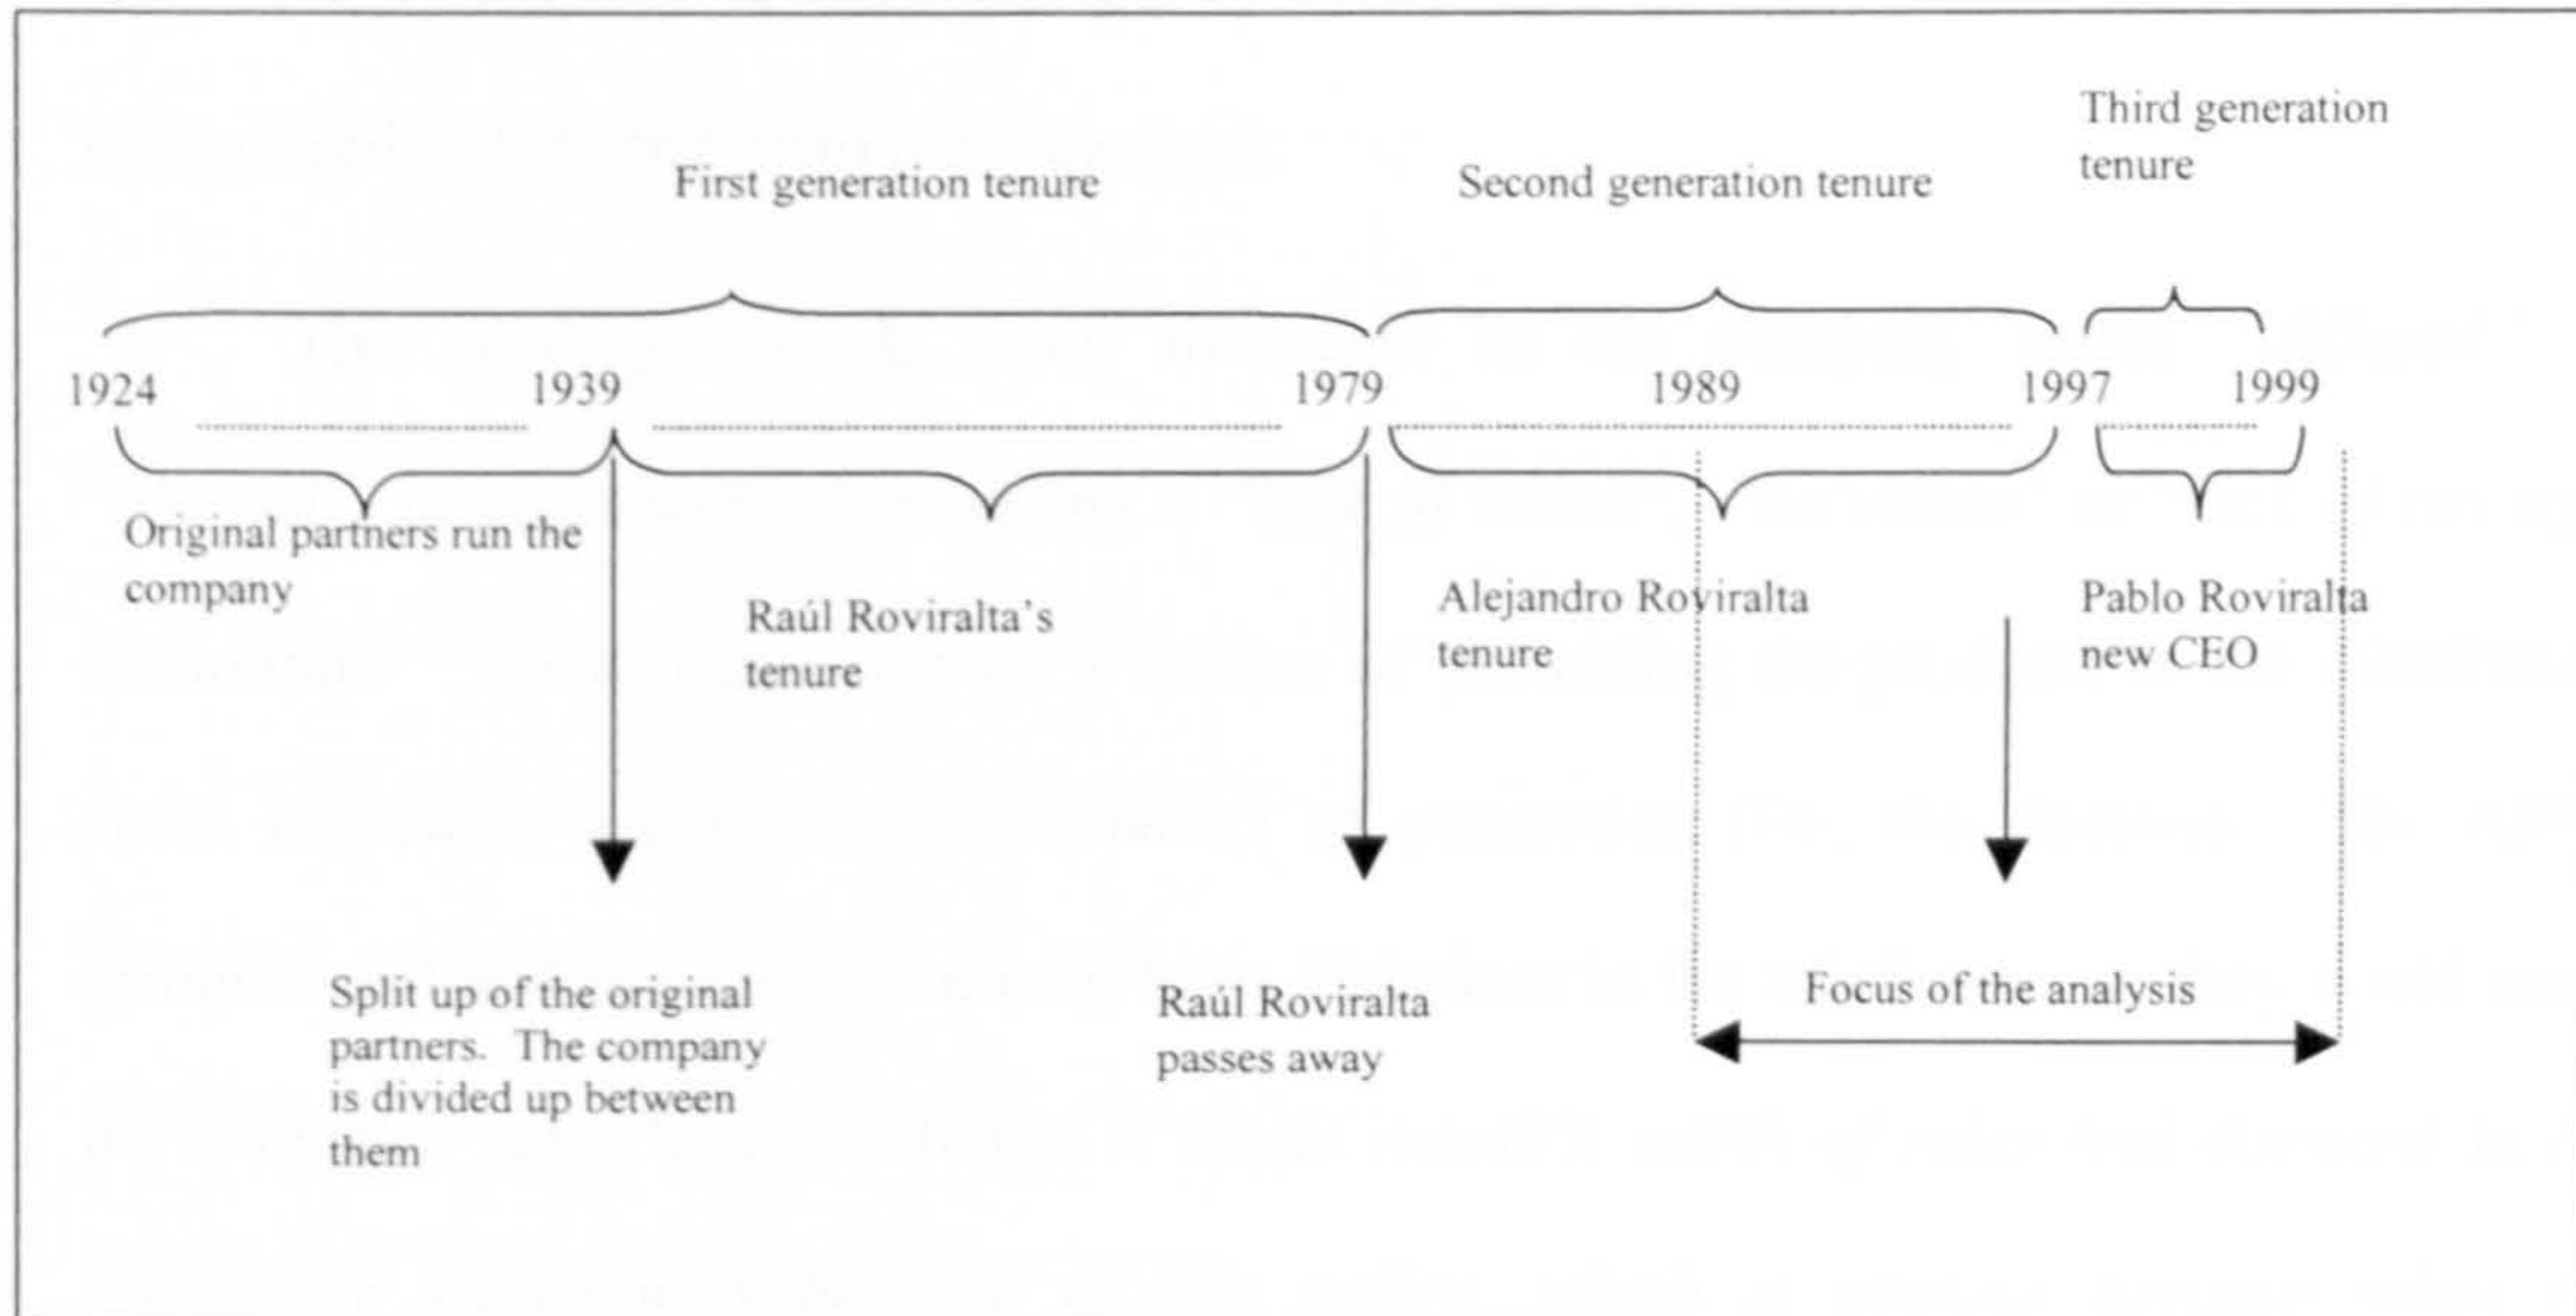 Third generation
tenure
First generation tenure
Second generation tenure
1924
1939
1979
1989
1997
1999
Original partners run the
company
Raúl Roviralta's
tenure
Alejandro Roviralta
tenure
Pablo Roviralta
new CEO
Split up of the original
partners. The company
is divided up between
them
Raúl Roviralta
passes away
Focus of the analysis